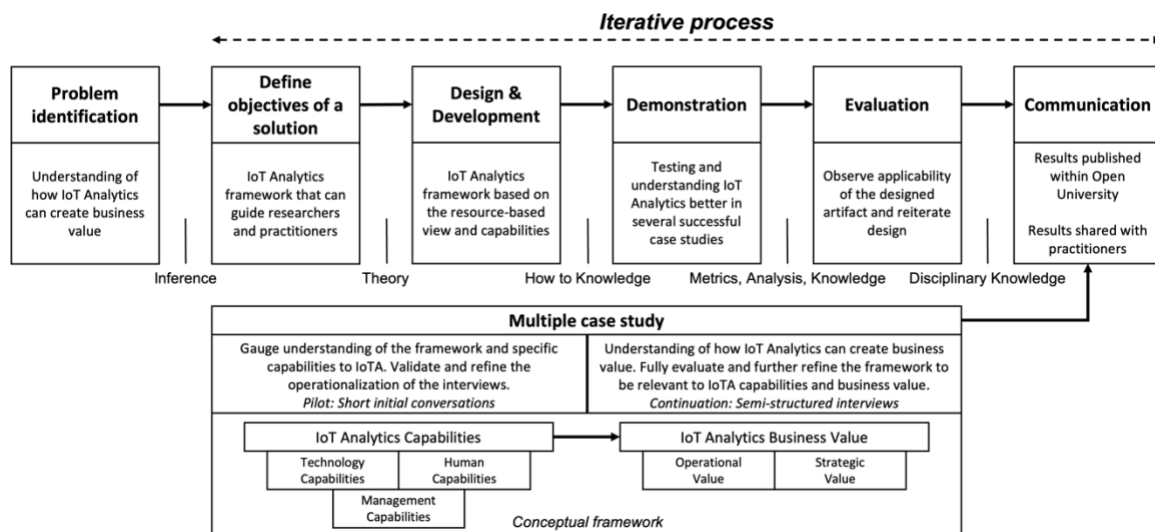 Iterative process
Problem
identification
Understanding of
how IoT Analytics
can create business
value
Define
objectives of a
solution
IoT Analytics
framework that can
guide researchers
and practitioners
Design &
Development
IoT Analytics
framework based on
the resource-based
view and capabilities
Demonstration
Testing and
understanding IoT
Analytics better in
several successful
case studies
Evaluation
Observe applicability
of the designed
artifact and reiterate
design
Communication
Results published
within Open
University
Results shared with
practitioners
Inference
Theory
How to Knowledge
Metrics, Analysis, Knowledge
Disciplinary Knowledge
Multiple case study
Gauge understanding of the framework and specific
capabilities to IoTA. Validate and refine the
operationalization of the interviews.
Pilot: Short initial conversations
Understanding of how IoT Analytics can create business
value. Fully evaluate and further refine the framework to
be relevant to IoTA capabilities and business value.
Continuation: Semi-structured interviews
IoT Analytics Capabilities
Technology
Capabilities
Human
Capabilities
Management
Capabilities
IoT Analytics Business Value
Operational
Value
Strategic
Value
Conceptual framework